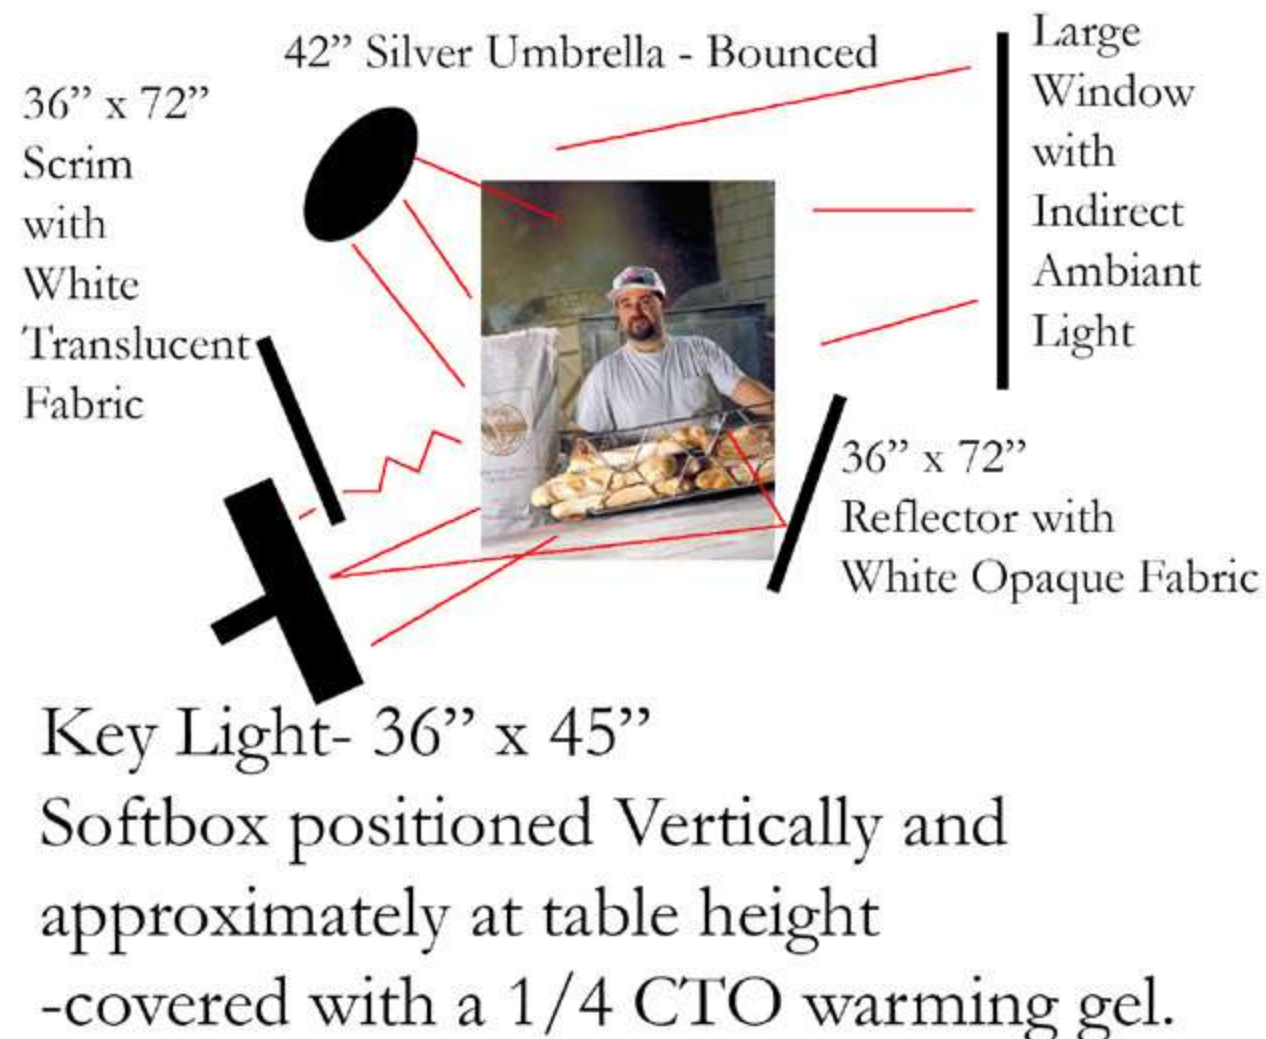 42” Silver Umbrella - Bounced
36” x 72”
Scrim
with
White
Translucent
Fabric
Large
Window
with
Indirect
Ambiant
Light
36” x 72”
Reflector with
White Opaque Fabric
Key Light- 36” x 45”
Softbox positioned Vertically and
approximately at table height
-covered with a 1/4 CTO warming gel.